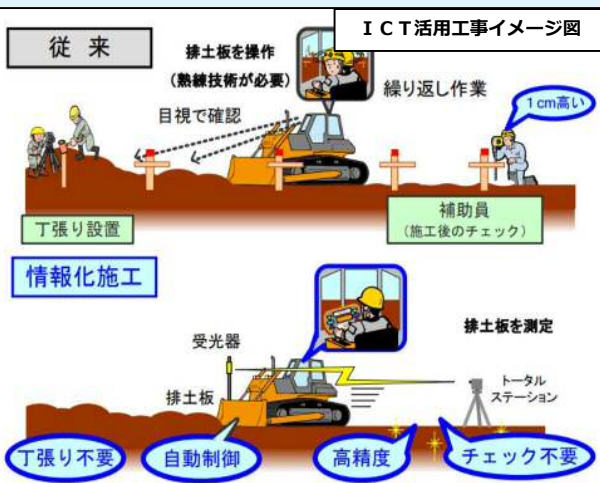 ＩＣＴ活用工事イメージ図
従 来
排土板を操作
(熟練技術が必要)
繰り返し作業
目視で確認
1cm高い
丁張り設置
補助員
(施工後のチェック)
情報化施工
排土板を測定
受光器
トータル
ステーション
排土板
丁張り不要
自動制御
高精度
チェック不要